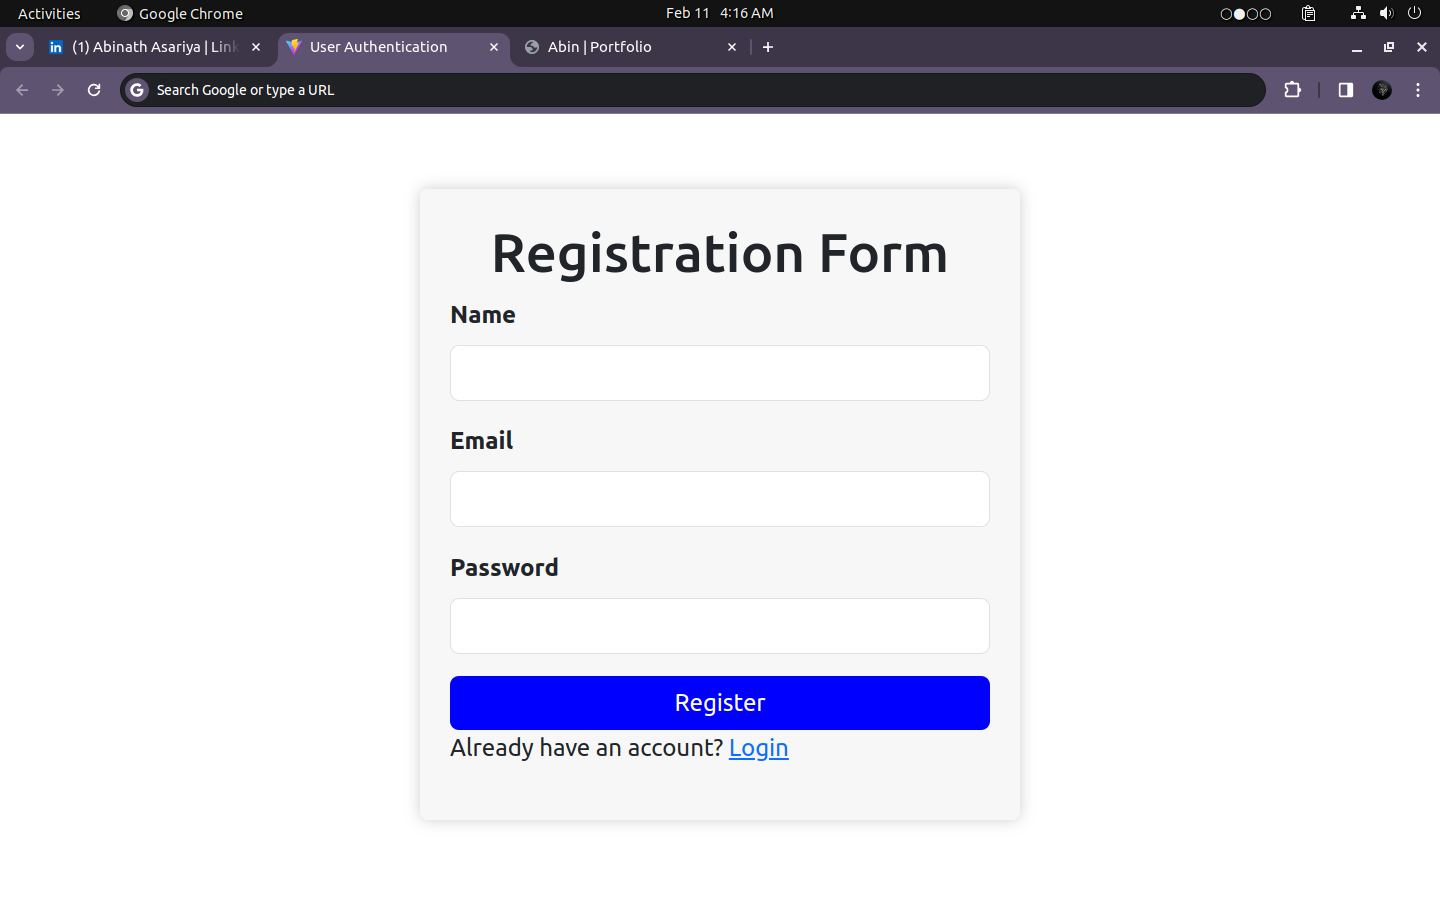 Activities Google Chrome Feb 11 4:16 AM
(1) Abinath Asariya | Link User Authentication Abin | Portfolio
Search Google or type a URL
Registration Form
Name
Email
Password
Register
Already have an account? Login